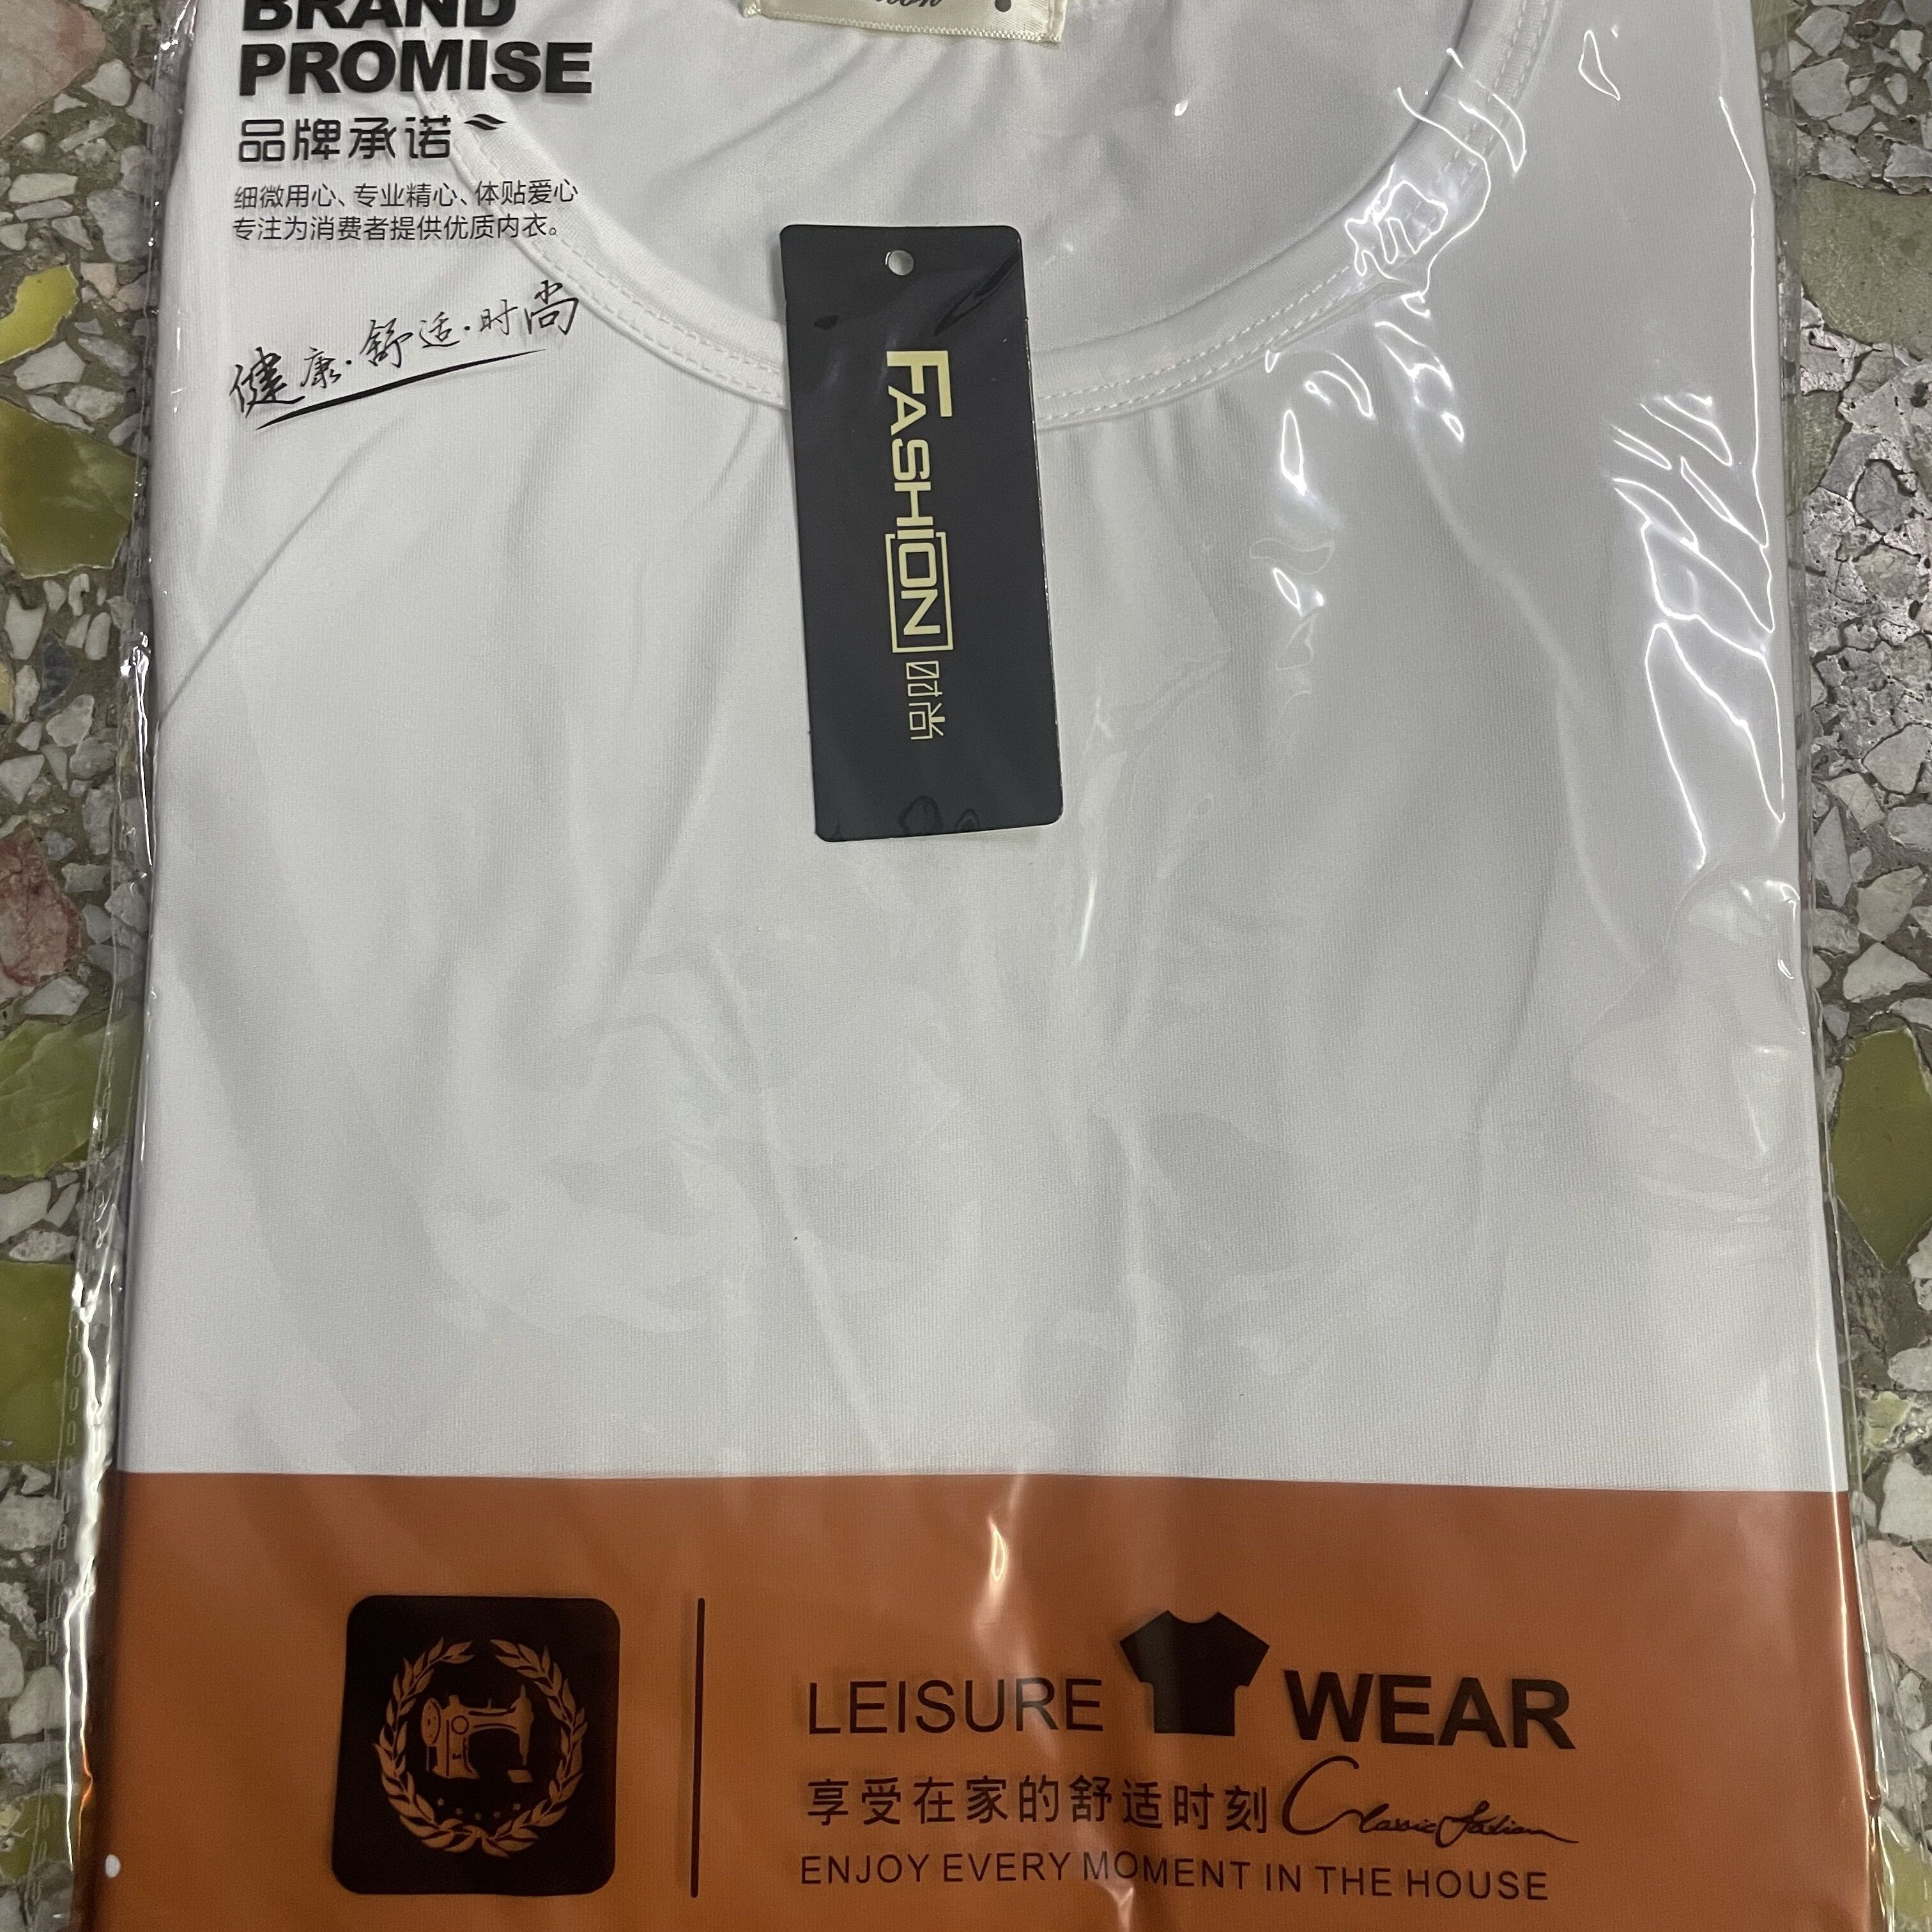 BRAND
PROMISE
品牌承诺
细微用心、专业精心、体贴爱心
专注为消费者提供优质内衣。
健康·舒适·时尚
FASHION 时尚
LEISURE WEAR
享受在家的舒适时刻 Classic Fashion
ENJOY EVERY MOMENT IN THE HOUSE